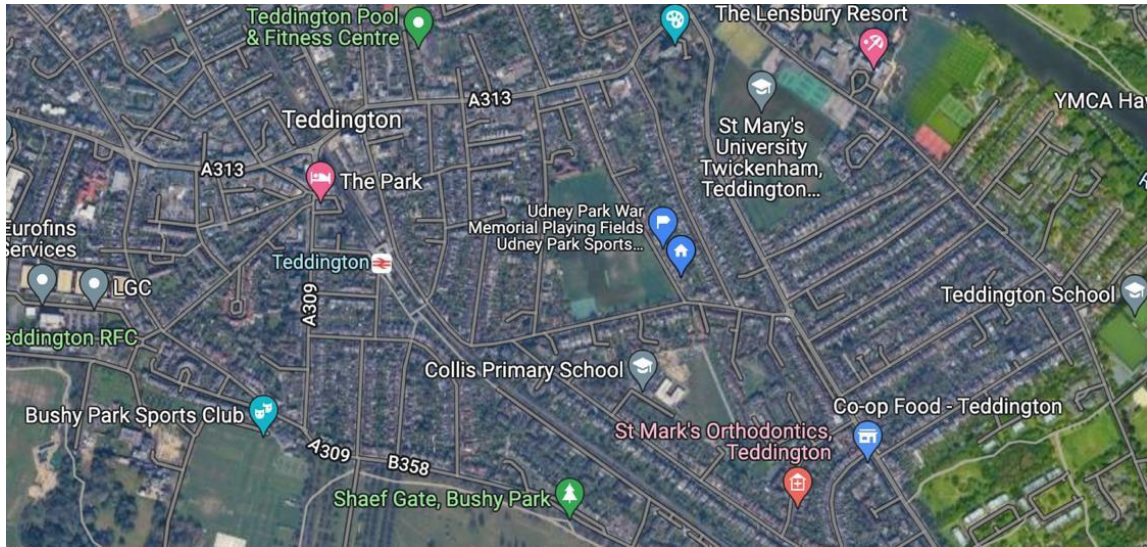 Teddington Pool
& Fitness Centre
The Lensbury Resort
A313
Teddington
St Mary's
University
Twickenham,
Teddington...
YMCA Ha
A313
The Park
Udney Park War
Memorial Playing Fields
Udney Park Sports...
Eurofins
Services
Teddington
LGC
A309
Teddington School
eddington RFC
Collis Primary School
Bushy Park Sports Club
Co-op Food - Teddington
St Mark's Orthodontics,
Teddington
A309
B358
Shaef Gate, Bushy Park